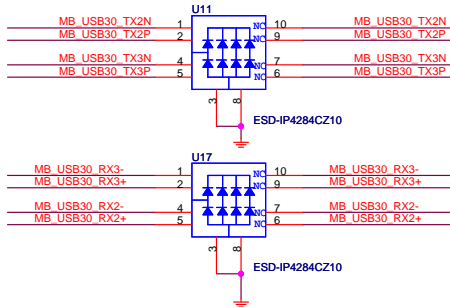 U11
MB_USB30_TX2N 1 NC 10 MB_USB30_TX2N
MB_USB30_TX2P 2 NC 9 MB_USB30_TX2P
MB_USB30_TX3N 4 NC 7 MB_USB30_TX3N
MB_USB30_TX3P 5 NC 6 MB_USB30_TX3P
3 8
ESD-IP4284CZ10
U17
MB_USB30_RX3- 1 NC 10 MB_USB30_RX3-
MB_USB30_RX3+ 2 NC 9 MB_USB30_RX3+
MB_USB30_RX2- 4 NC 7 MB_USB30_RX2-
MB_USB30_RX2+ 5 NC 6 MB_USB30_RX2+
3 8
ESD-IP4284CZ10